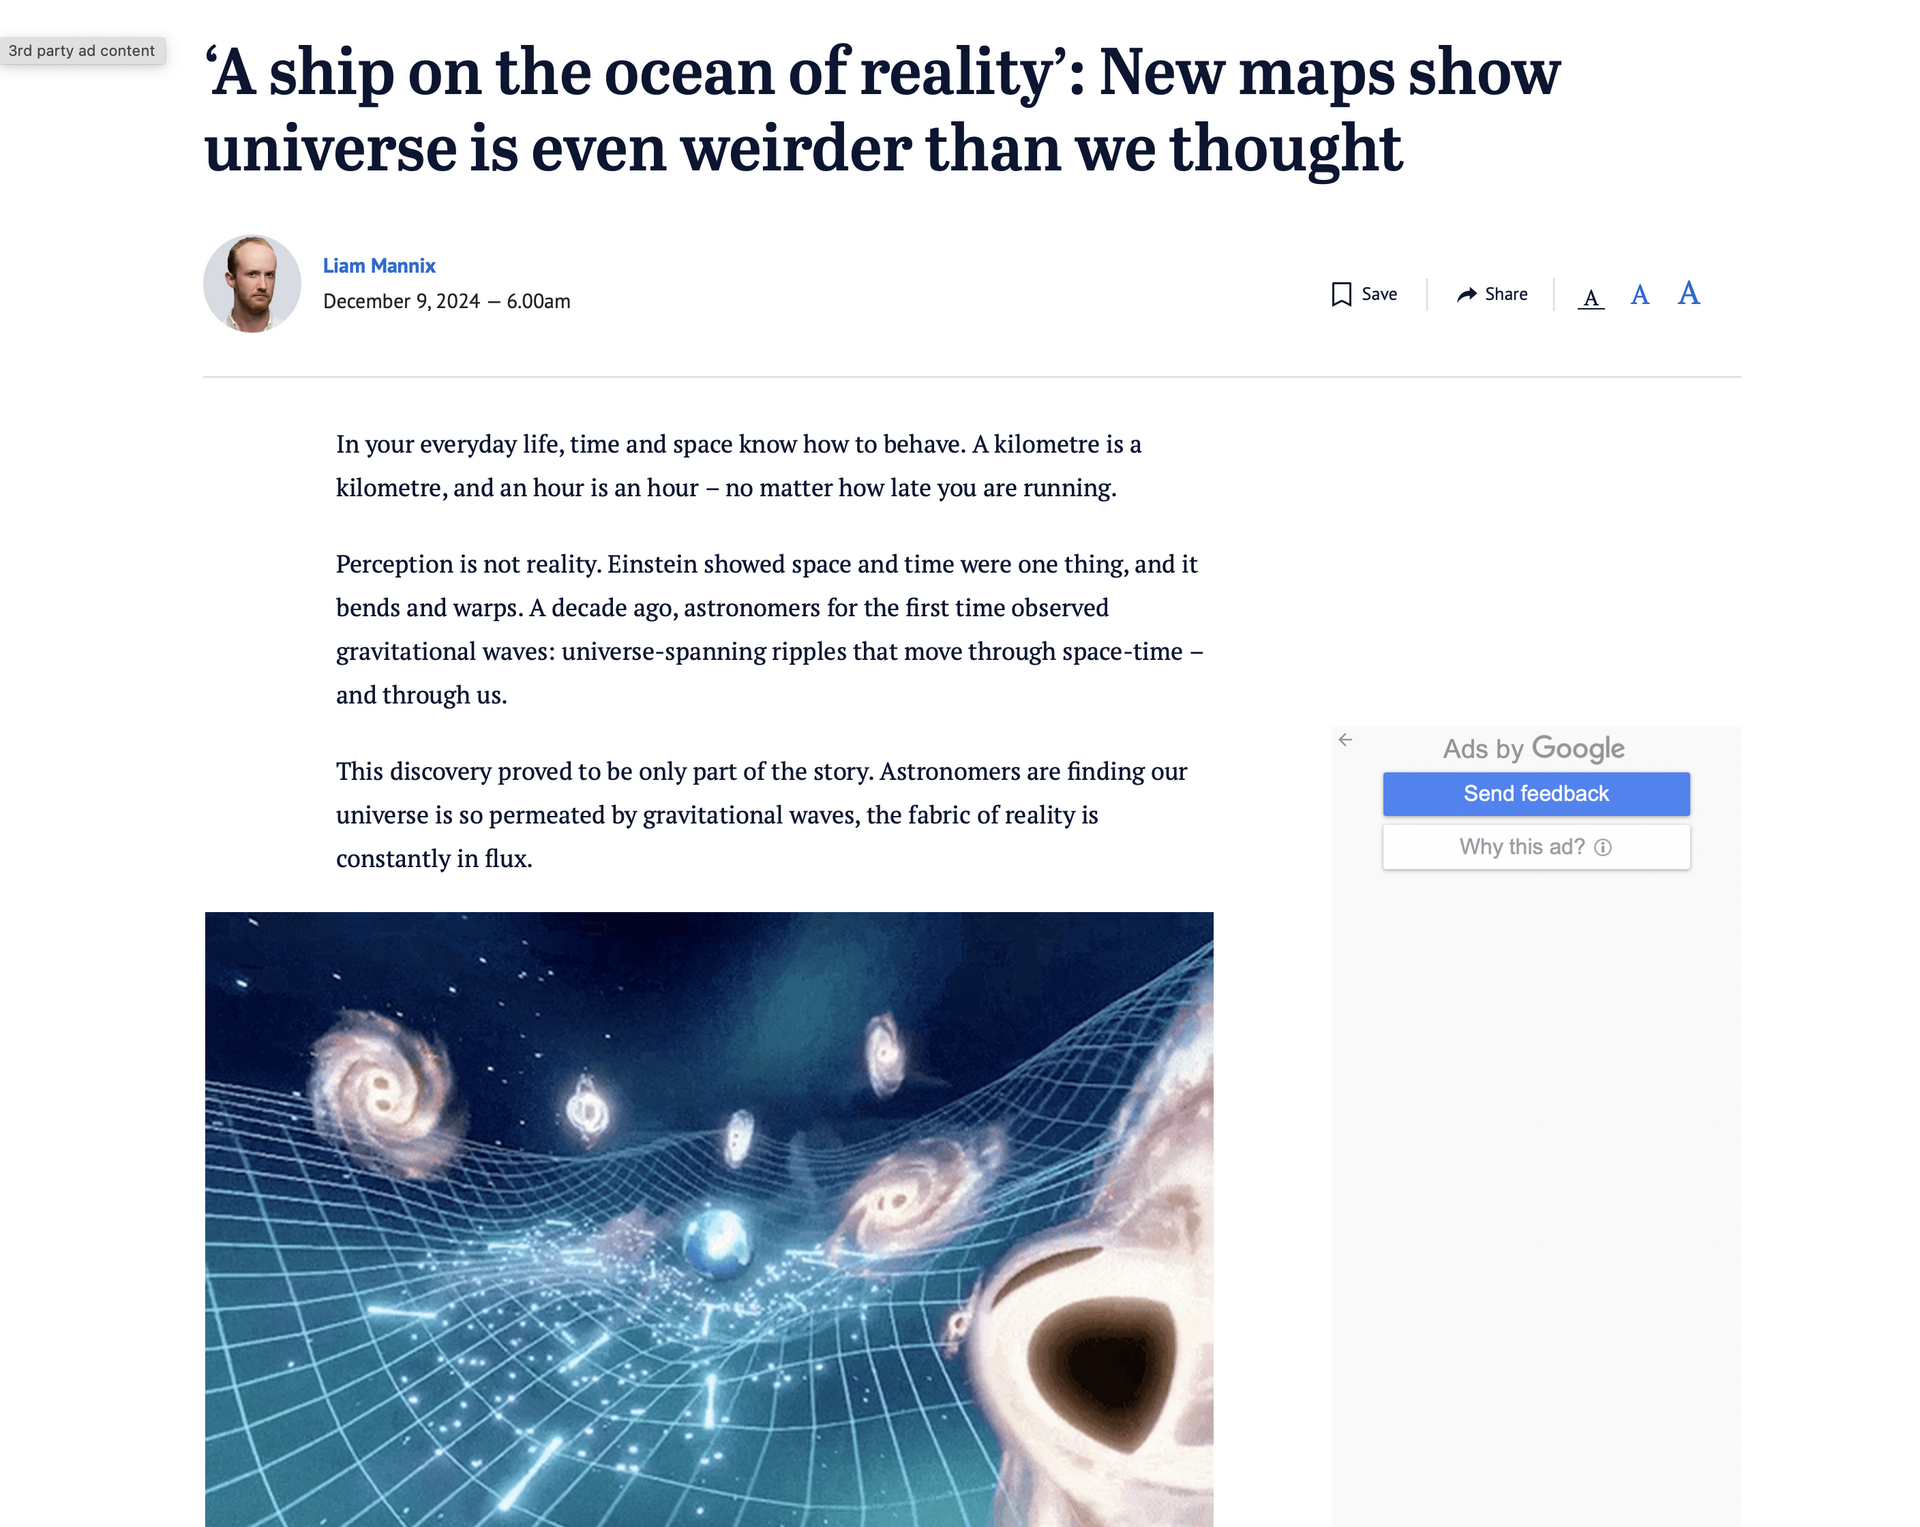 3rd party ad content
‘A ship on the ocean of reality’: New maps show
universe is even weirder than we thought
Liam Mannix
December 9, 2024 — 6.00am
Save
Share
A
A
A
In your everyday life, time and space know how to behave. A kilometre is a
kilometre, and an hour is an hour – no matter how late you are running.
Perception is not reality. Einstein showed space and time were one thing, and it
bends and warps. A decade ago, astronomers for the first time observed
gravitational waves: universe-spanning ripples that move through space-time –
and through us.
This discovery proved to be only part of the story. Astronomers are finding our
universe is so permeated by gravitational waves, the fabric of reality is
constantly in flux.
Ads by Google
Send feedback
Why this ad?